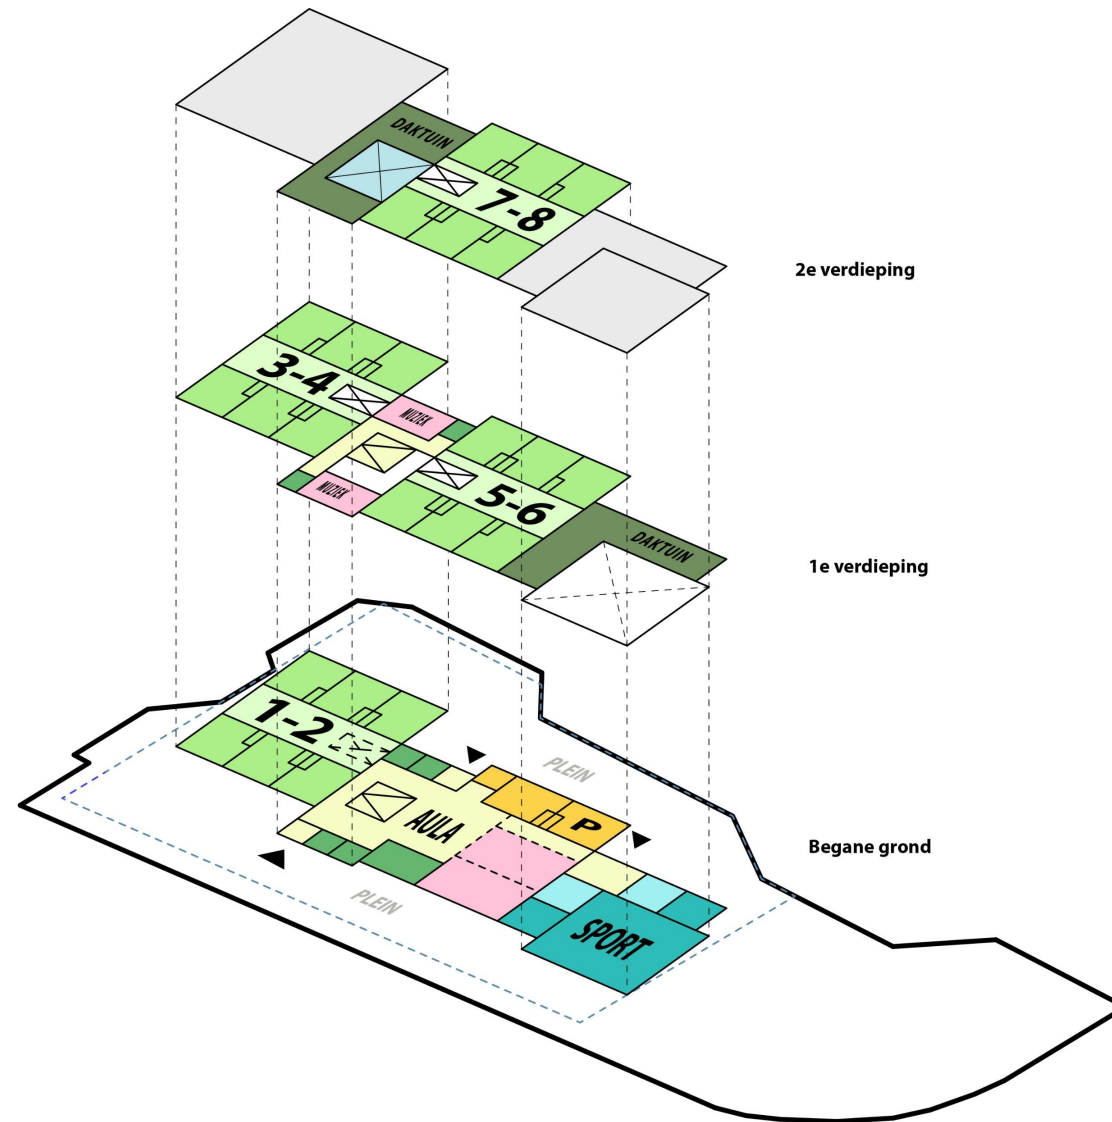 DAKTUIN
7-8
2e verdieping
3-4
MUZIEK
MUZIEK
5-6
DAKTUIN
1e verdieping
1-2
PLEIN
AULA
P
Begane grond
PLEIN
SPORT